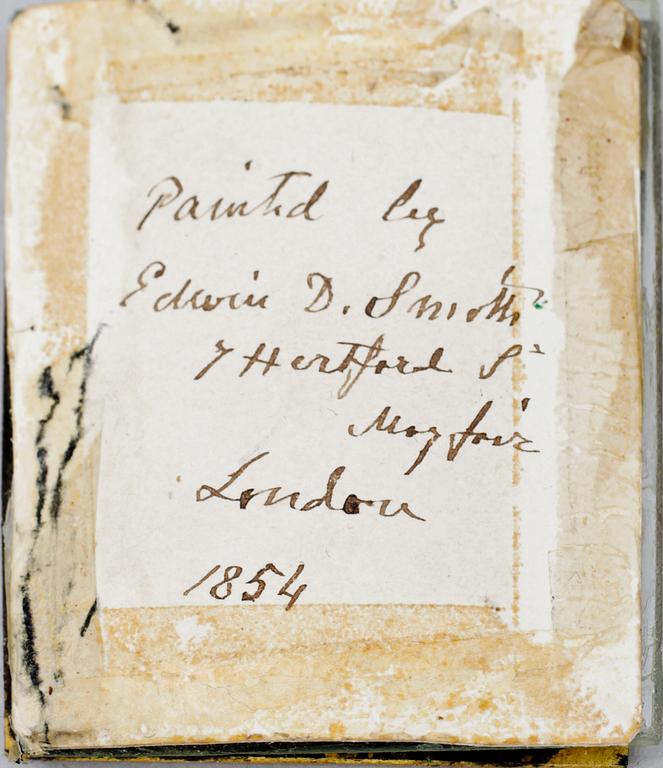 Painted by
Edwin D. Smith
7 Hertford St
Mayfair
London
1854